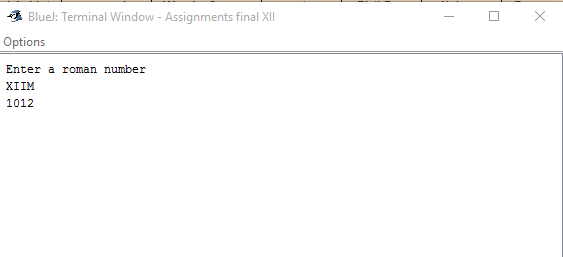 BlueJ: Terminal Window - Assignments final XII
Options
Enter a roman number
XIIM
1012